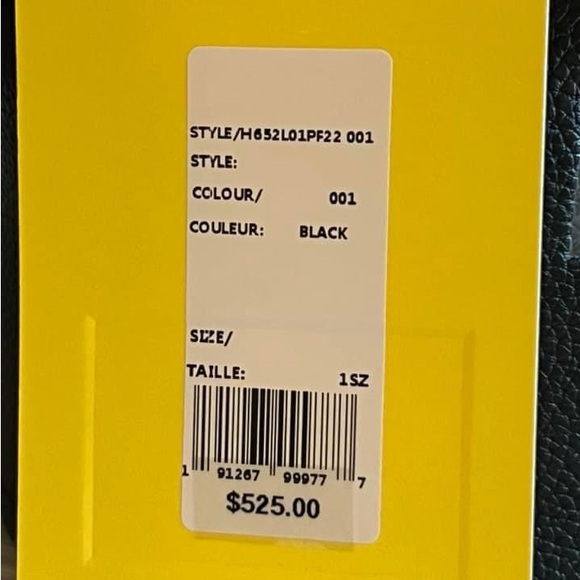 STYLE/H652L01PF22 001
STYLE:
COLOUR/ 001
COULEUR: BLACK
SIZE/
TAILLE: 1SZ
1 91267 99977 7
$525.00